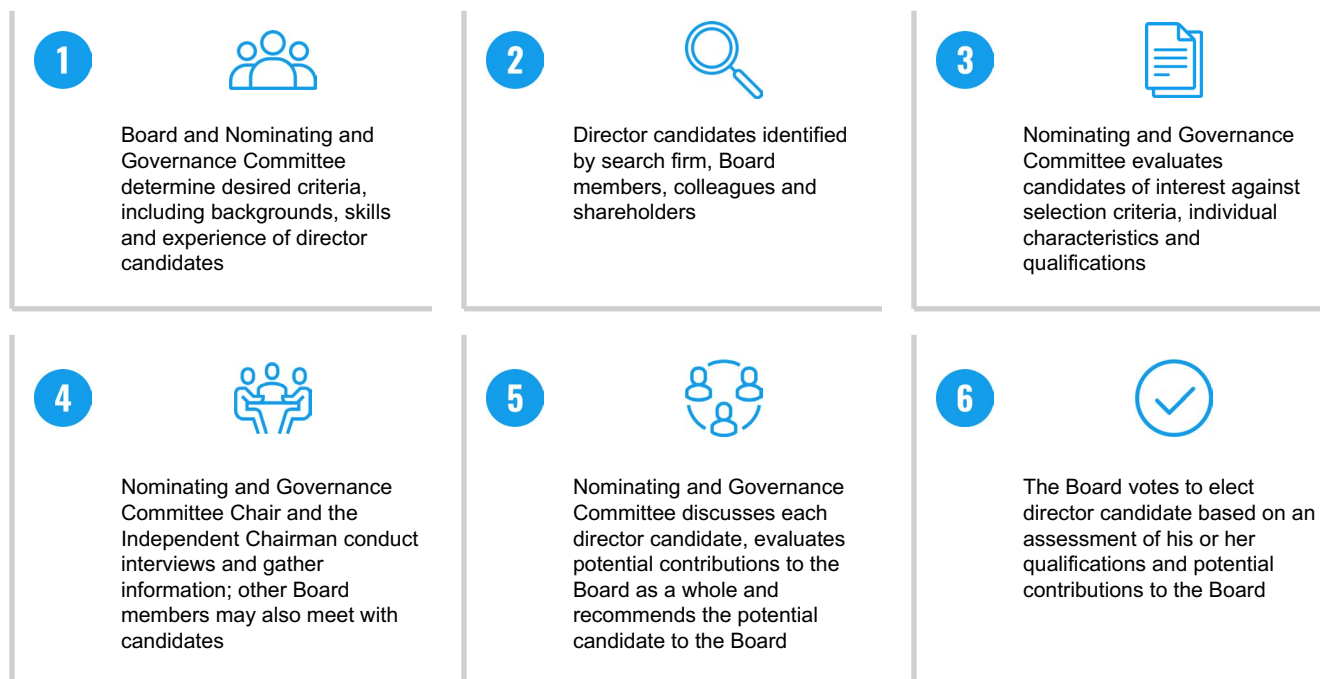 1
Board and Nominating and
Governance Committee
determine desired criteria,
including backgrounds, skills
and experience of director
candidates
2
Director candidates identified
by search firm, Board
members, colleagues and
shareholders
3
Nominating and Governance
Committee evaluates
candidates of interest against
selection criteria, individual
characteristics and
qualifications
4
Nominating and Governance
Committee Chair and the
Independent Chairman conduct
interviews and gather
information; other Board
members may also meet with
candidates
5
Nominating and Governance
Committee discusses each
director candidate, evaluates
potential contributions to the
Board as a whole and
recommends the potential
candidate to the Board
6
The Board votes to elect
director candidate based on an
assessment of his or her
qualifications and potential
contributions to the Board